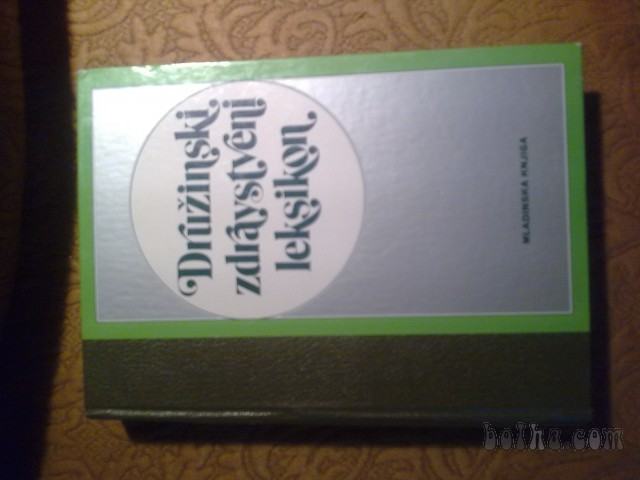 Družinski
zdravstveni
leksikon
MLADINSKA KNJIGA
bolha.com